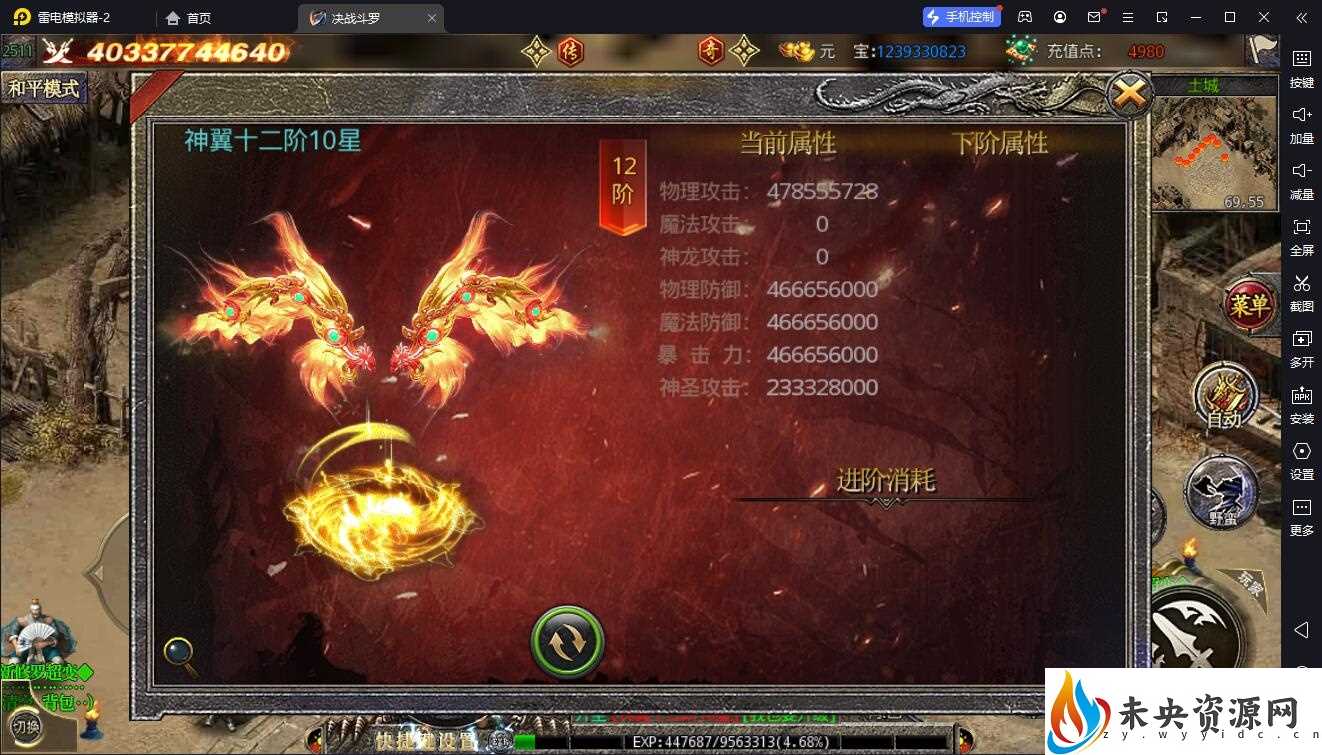 雷电模拟器-2
首页
决战斗罗
手机控制
2511
40337744640
传
奇
元 宝:1239330823
充值点： 4980
和平模式
土城
69,55
神翼十二阶10星
12
阶
当前属性
下阶属性
物理攻击： 478555728
魔法攻击： 0
神龙攻击： 0
物理防御： 466656000
魔法防御： 466656000
暴 击 力： 466656000
神圣攻击： 233328000
进阶消耗
菜单
自动
野蛮
玩家
按键
加量
减量
全屏
截图
多开
安装
设置
更多
新修罗超变
背包
切换
快捷键设置
EXP:447687/9563313(4.68%)
未央资源网
zy.wyyidc.cn